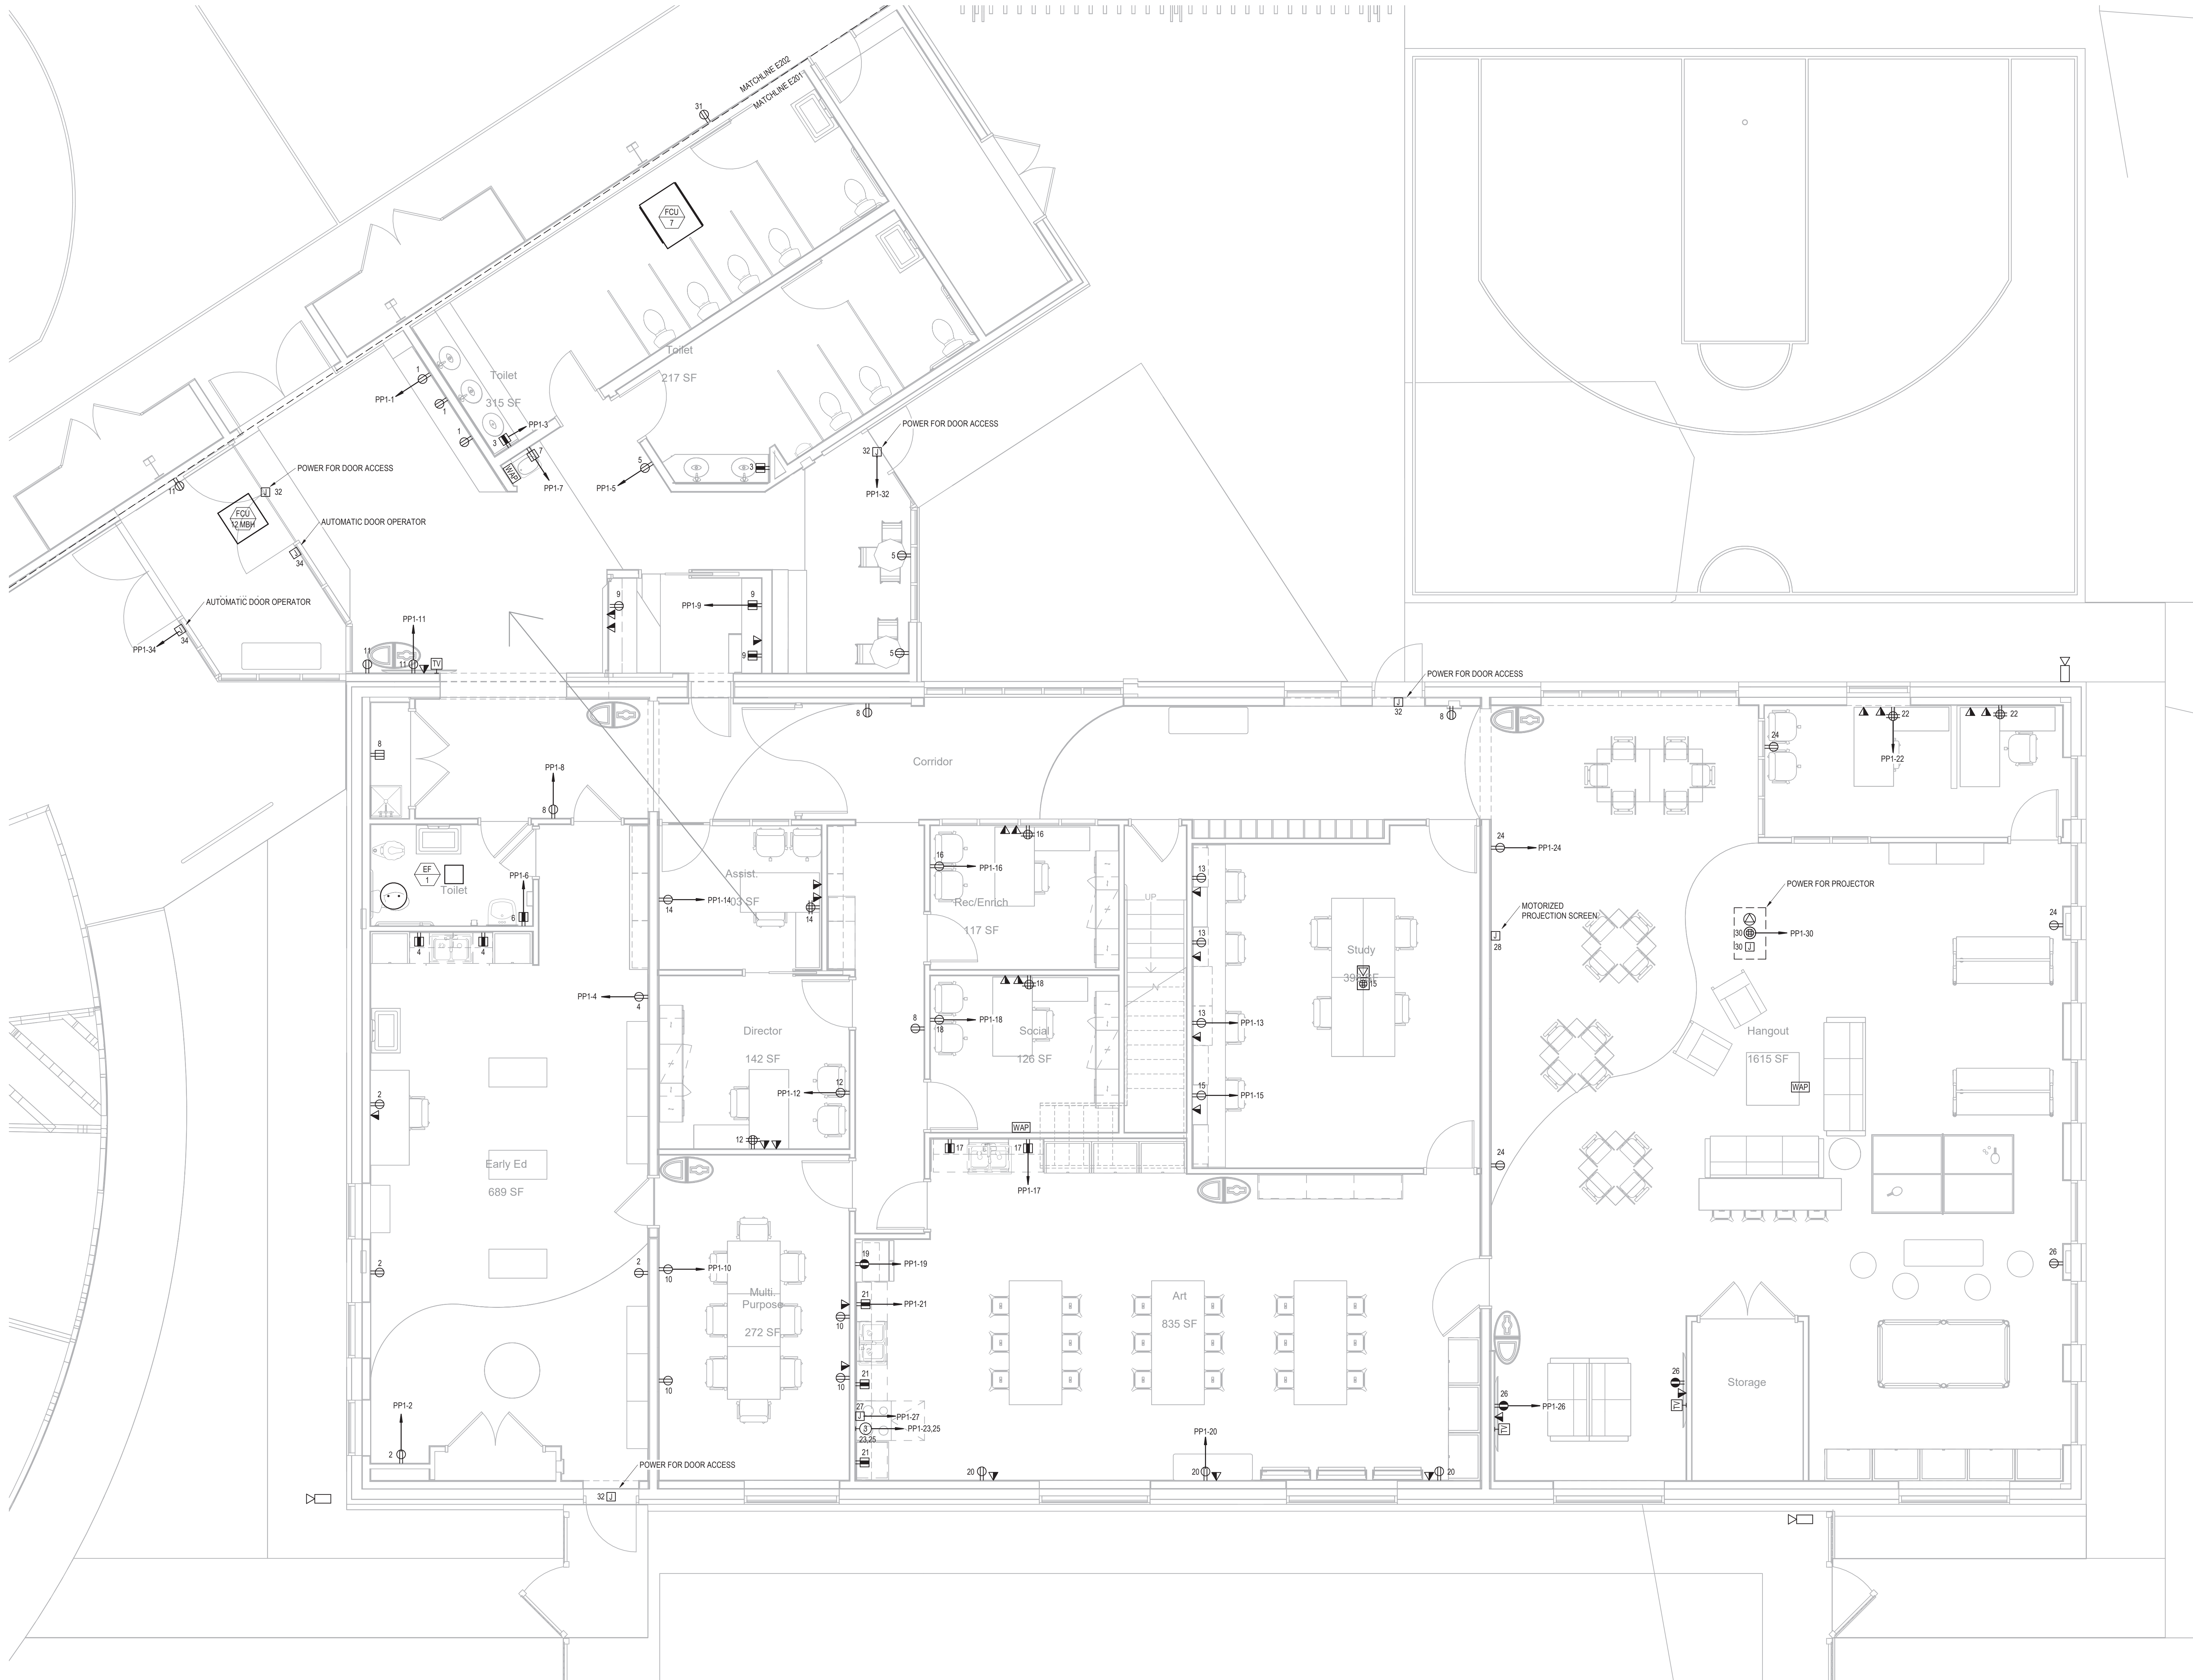 MATCHLINE E202
MATCHLINE E201
31
FCU
7
Toilet
217 SF
Toilet
315 SF
1
PP1-1
1
1
3
PP1-3
7
WAP
PP1-7
5
PP1-5
3
POWER FOR DOOR ACCESS
32
J
PP1-32
POWER FOR DOOR ACCESS
J
32
11
FCU
12 MBH
AUTOMATIC DOOR OPERATOR
J
34
AUTOMATIC DOOR OPERATOR
J
34
PP1-34
5
5
9
PP1-9
9
9
PP1-11
11
11
TV
POWER FOR DOOR ACCESS
J
32
8
8
8
PP1-8
8
Corridor
24
22
22
PP1-22
EF
1
Toilet
PP1-6
6
4
4
Assist.
03 SF
14
PP1-14
14
16
16
PP1-16
Rec/Enrich
117 SF
UP
13
13
13
PP1-13
15
PP1-15
Study
15
24
PP1-24
MOTORIZED
PROJECTION SCREEN
J
28
POWER FOR PROJECTOR
30
PP1-30
30
J
24
PP1-4
4
Director
142 SF
8
18
18
PP1-18
Social
126 SF
Hangout
1615 SF
WAP
2
PP1-12
12
12
WAP
17
17
PP1-17
Early Ed
689 SF
24
2
2
10
PP1-10
Multi.
Purpose
272 SF
10
10
10
19
PP1-19
21
PP1-21
21
27
J
PP1-27
3
PP1-23,25
23,25
21
Art
835 SF
26
26
26
PP1-26
TV
TV
Storage
PP1-2
2
PP1-20
20
20
20
POWER FOR DOOR ACCESS
32
J